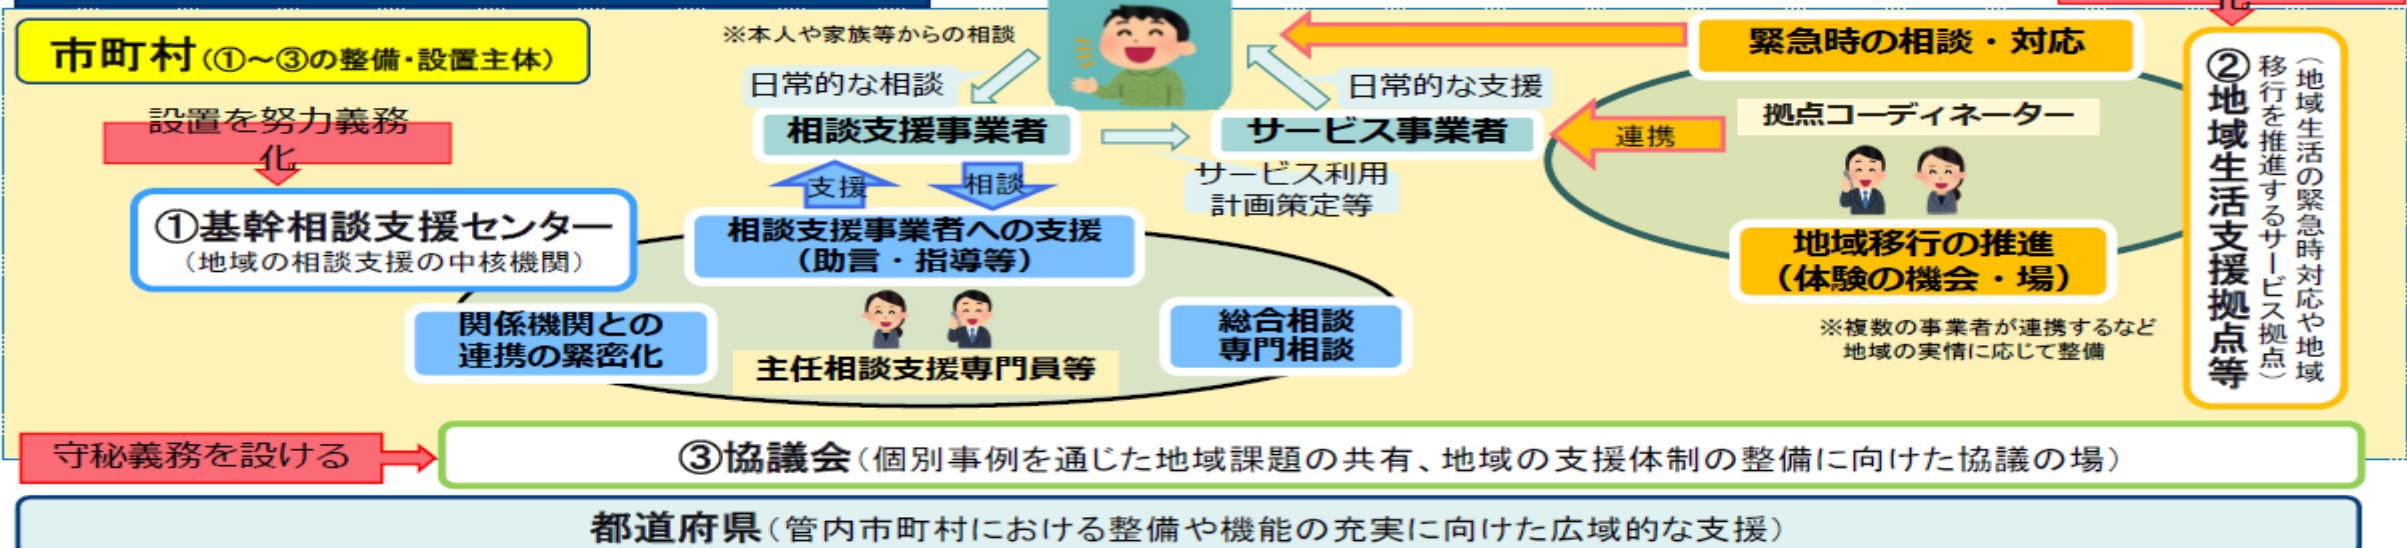 化
市町村(①～③の整備・設置主体)
※本人や家族等からの相談
緊急時の相談・対応
日常的な相談
日常的な支援
設置を努力義務
化
相談支援事業者
サービス事業者
連携
拠点コーディネーター
支援
相談
サービス利用
計画策定等
①基幹相談支援センター
（地域の相談支援の中核機関）
相談支援事業者への支援
（助言・指導等）
地域移行の推進
（体験の機会・場）
②地域生活支援拠点等
（地域生活の緊急時対応や地域
移行を推進するサービス拠点）
関係機関との
連携の緊密化
主任相談支援専門員等
総合相談
専門相談
※複数の事業者が連携するなど
地域の実情に応じて整備
守秘義務を設ける
③協議会（個別事例を通じた地域課題の共有、地域の支援体制の整備に向けた協議の場）
都道府県（管内市町村における整備や機能の充実に向けた広域的な支援）